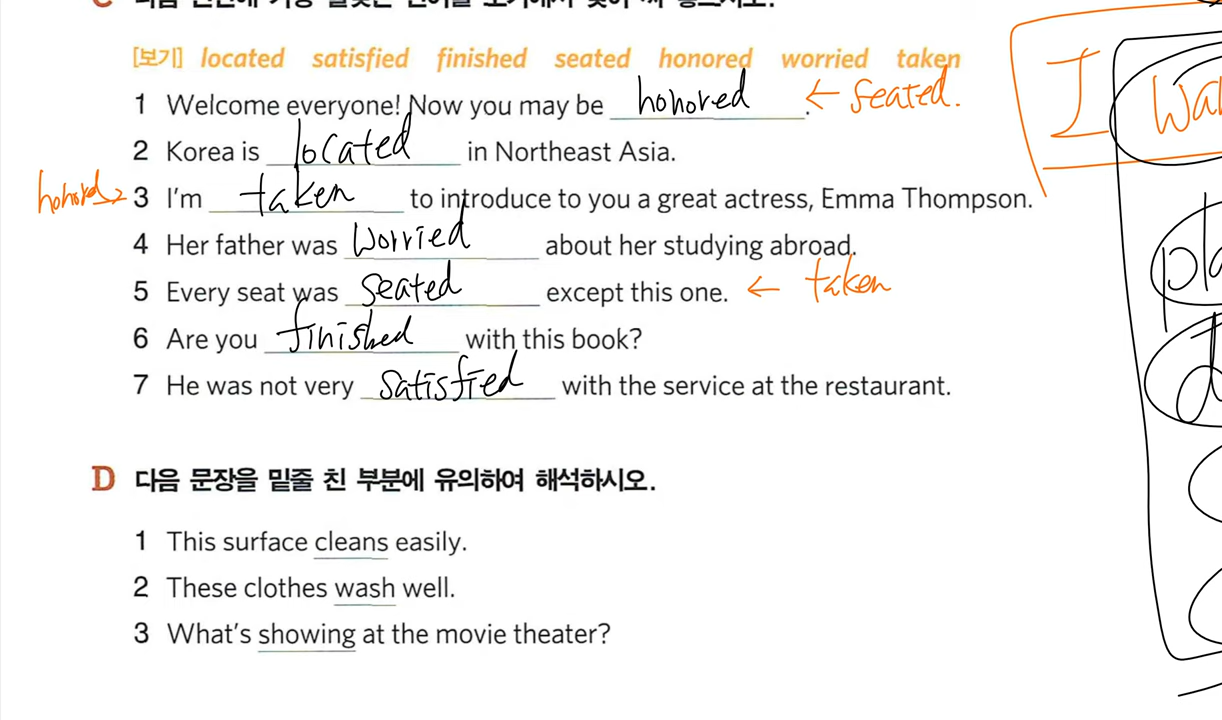 [보기] located satisfied finished seated honored worried taken
1 Welcome everyone! Now you may be honored. ← seated.
2 Korea is located in Northeast Asia.
honored > 3 I'm taken to introduce to you a great actress, Emma Thompson.
4 Her father was worried about her studying abroad.
5 Every seat was seated except this one. ← taken
6 Are you finished with this book?
7 He was not very satisfied with the service at the restaurant.
D 다음 문장을 밑줄 친 부분에 유의하여 해석하시오.
1 This surface cleans easily.
2 These clothes wash well.
3 What's showing at the movie theater?
I